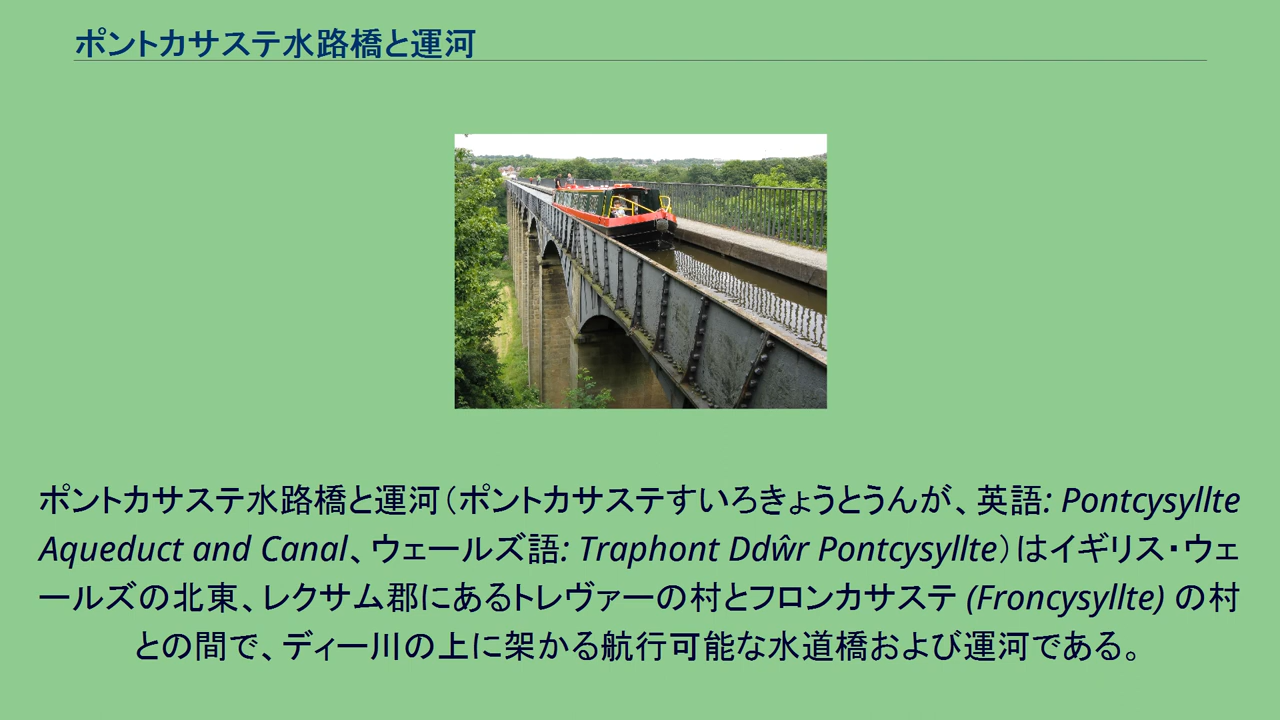 ポントカサステ水路橋と運河
ポントカサステ水路橋と運河（ポントカサステすいろきょうとうんが、英語: Pontcysyllte
Aqueduct and Canal、ウェールズ語: Traphont Ddŵr Pontcysyllte）はイギリス・ウェ
ールズの北東、レクサム郡にあるトレヴァーの村とフロンカサステ (Froncysyllte) の村
との間で、ディー川の上に架かる航行可能な水道橋および運河である。